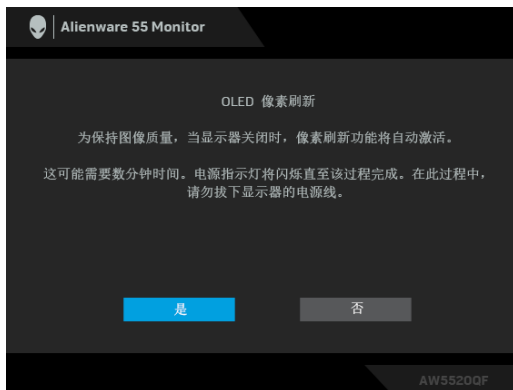 Alienware 55 Monitor
OLED 像素刷新
为保持图像质量，当显示器关闭时，像素刷新功能将自动激活。
这可能需要数分钟时间。电源指示灯将闪烁直至该过程完成。在此过程中，
请勿拔下显示器的电源线。
是
否
AW5520QF